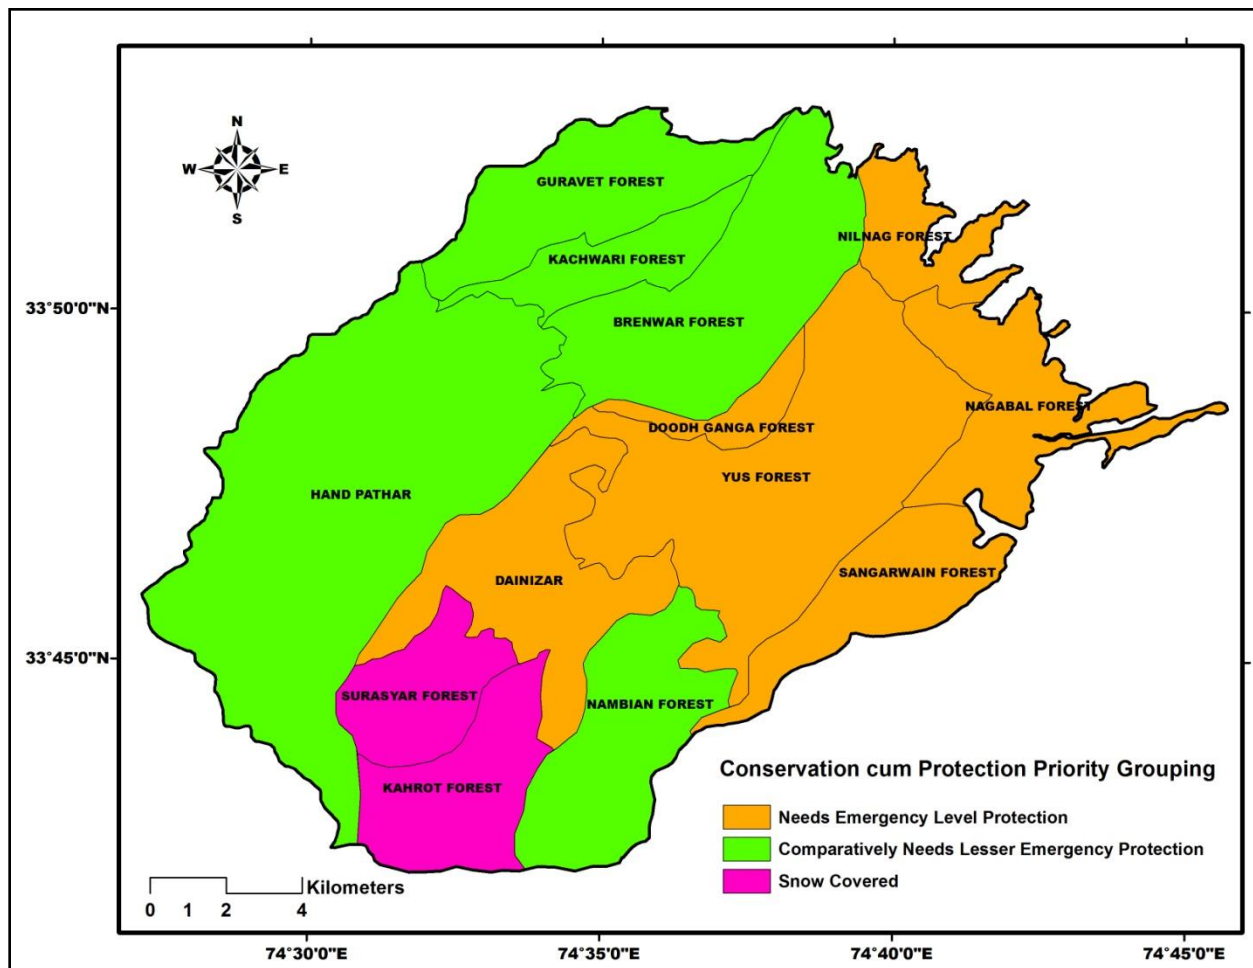 N
W E
S
GURAVET FOREST
NILNAG FOREST
KACHWARI FOREST
33°50'0"N
BRENWAR FOREST
NAGABAL FOREST
DOODH GANGA FOREST
YUS FOREST
HAND PATHAR
SANGARWAIN FOREST
DAINIZAR
33°45'0"N
SURASYAR FOREST
NAMBIAN FOREST
KAHROT FOREST
Conservation cum Protection Priority Grouping
Needs Emergency Level Protection
Comparatively Needs Lesser Emergency Protection
Snow Covered
Kilometers
0 1 2 4
74°30'0"E 74°35'0"E 74°40'0"E 74°45'0"E